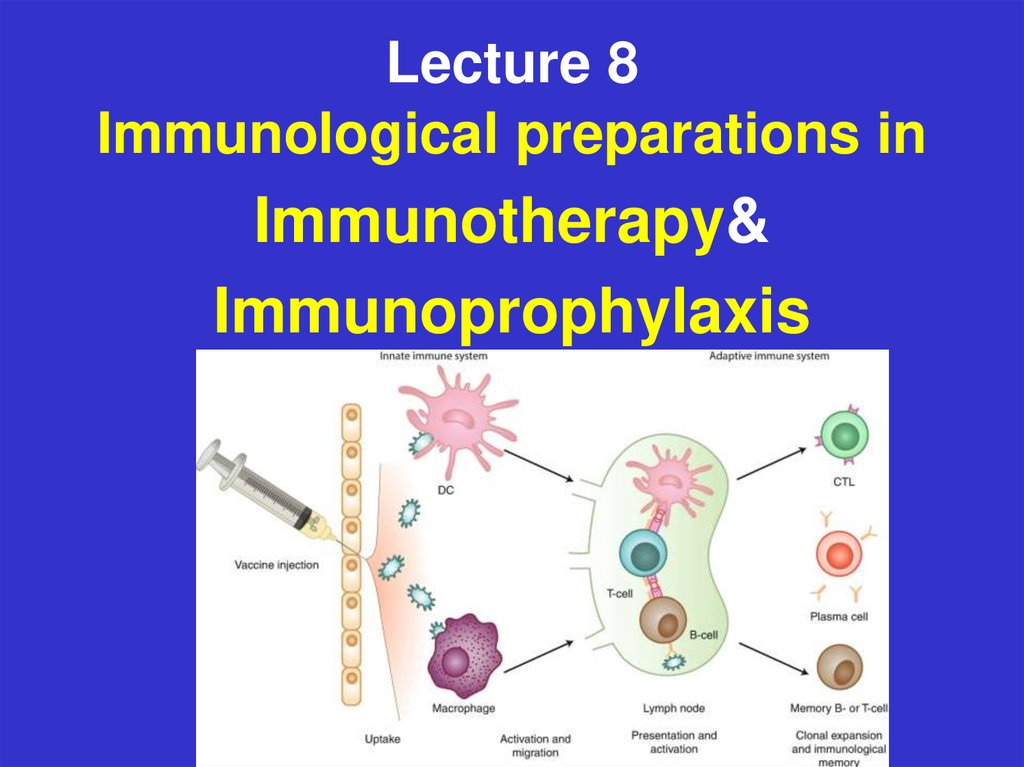 Lecture 8
Immunological preparations in
Immunotherapy&
Immunoprophylaxis
Innate immune system
Adaptive immune system
DC
CTL
Vaccine injection
T-cell
Plasma cell
B-cell
Macrophage
Lymph node
Memory B- or T-cell
Uptake
Activation and
migration
Presentation and
activation
Clonal expansion
and immunological
memory